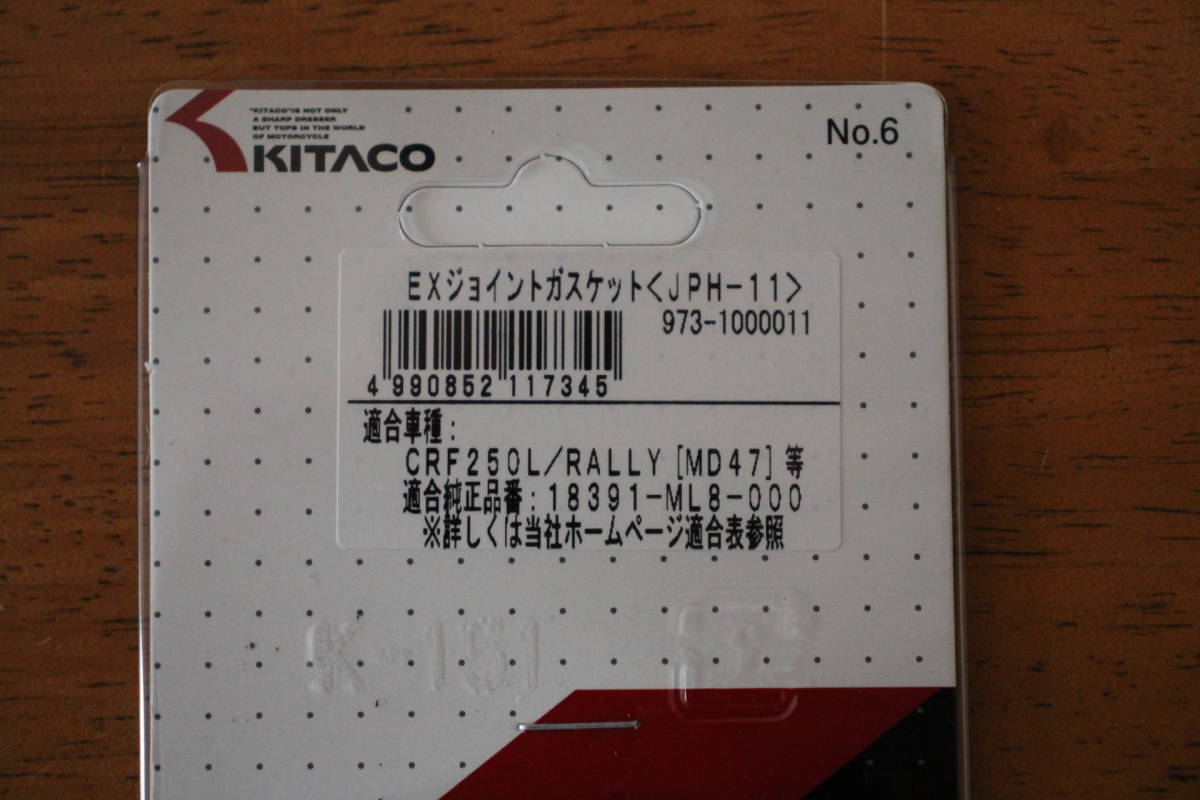 "KITACO"IS NOT ONLY
A SHARP DRESSER
BUT TOPS IN THE WORLD
OF MOTORCYCLE
KITACO
No.6
EXジョイントガスケット<JPH-11>
973-1000011
4 990852 117345
適合車種:
CRF250L/RALLY[MD47]等
適合純正品番:18391-ML8-000
※詳しくは当社ホームページ適合表参照
K-151